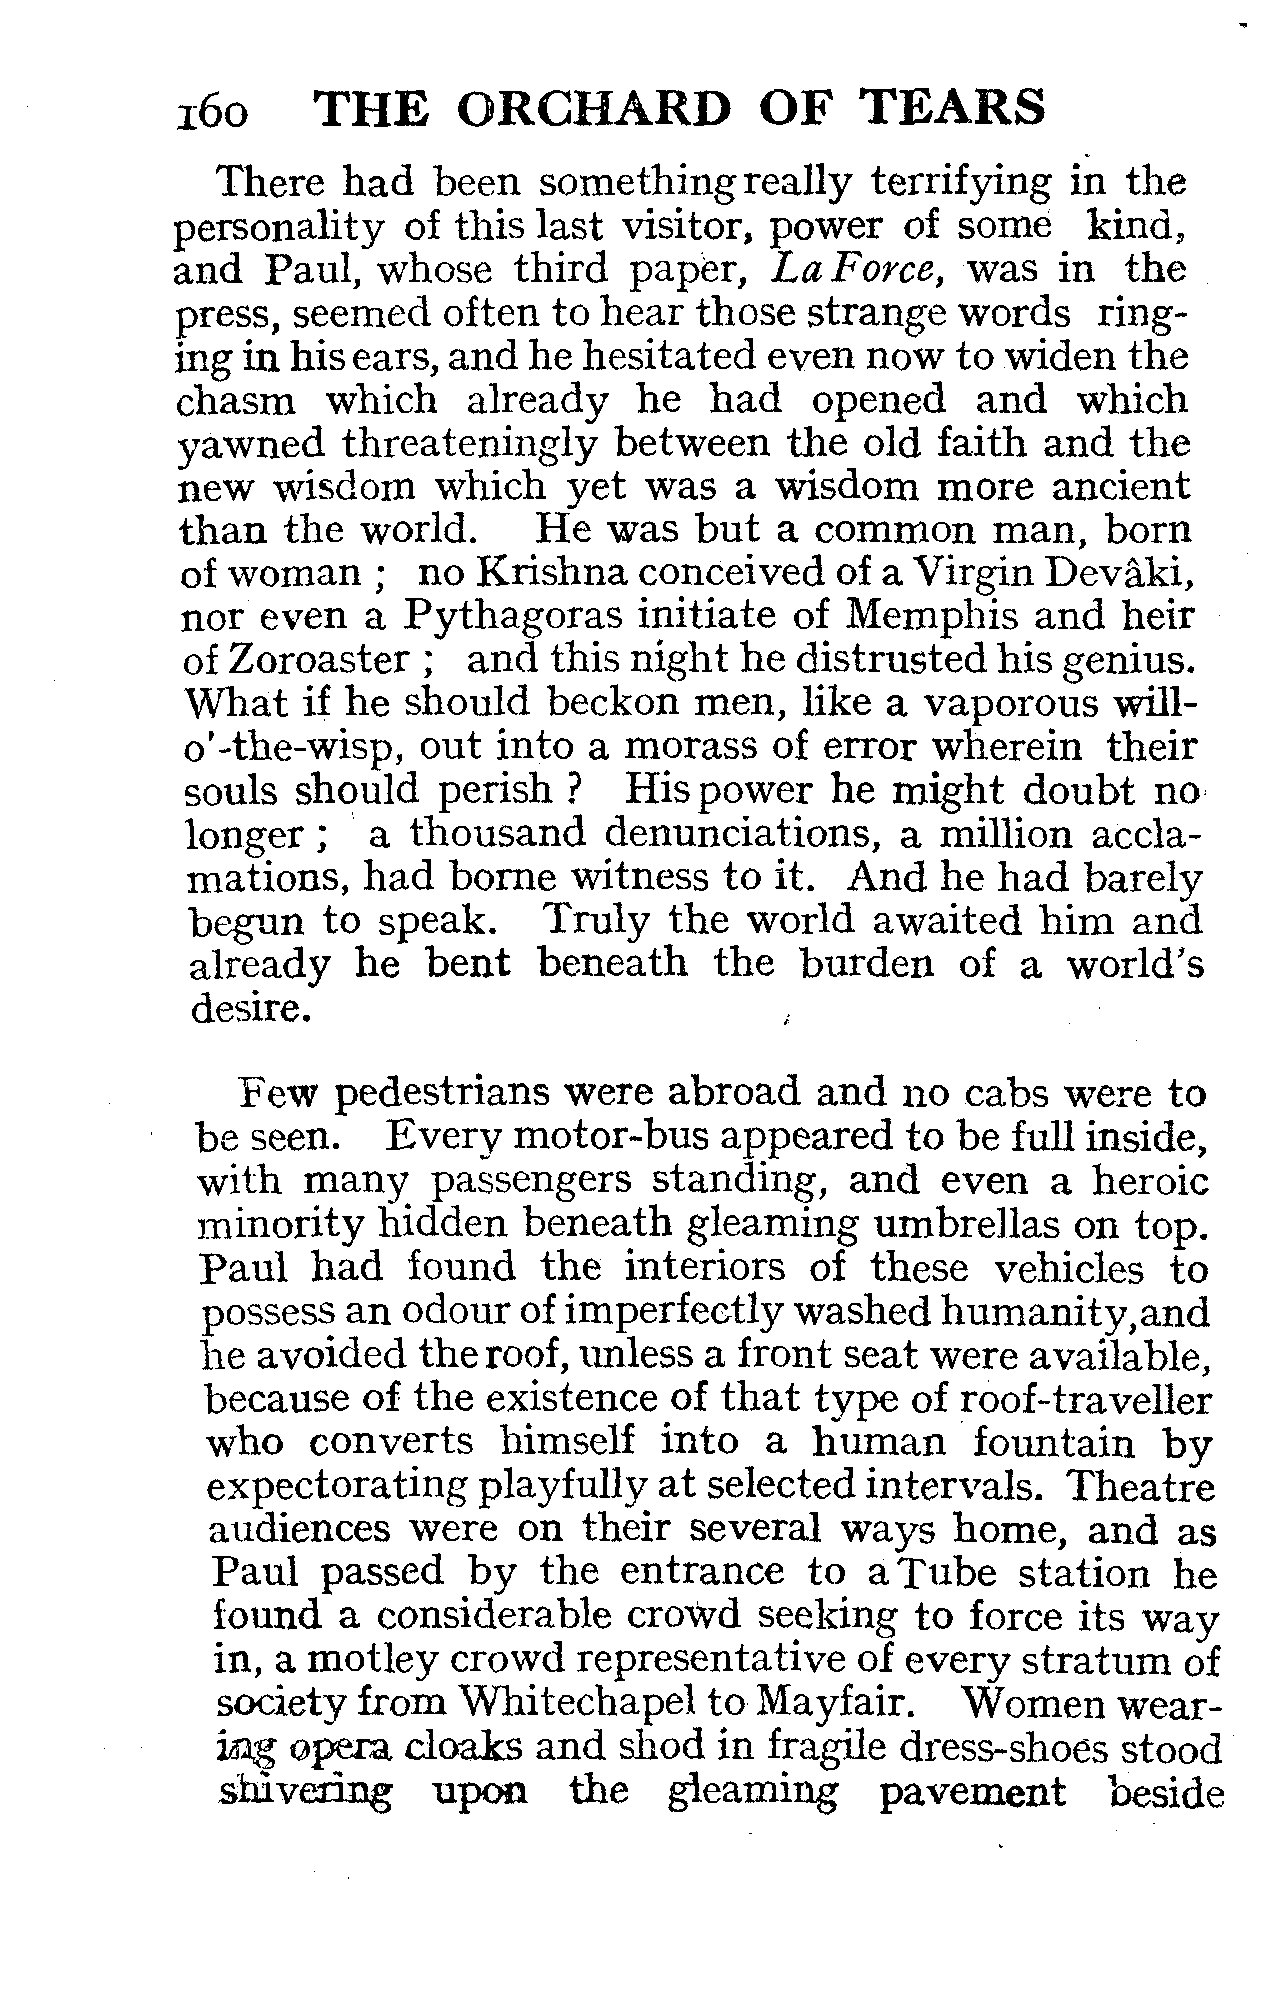 160 THE ORCHARD OF TEARS
There had been something really terrifying in the
personality of this last visitor, power of some kind,
and Paul, whose third paper, La Force, was in the
press, seemed often to hear those strange words ring-
ing in his ears, and he hesitated even now to widen the
chasm which already he had opened and which
yawned threateningly between the old faith and the
new wisdom which yet was a wisdom more ancient
than the world. He was but a common man, born
of woman ; no Krishna conceived of a Virgin Devâki,
nor even a Pythagoras initiate of Memphis and heir
of Zoroaster ; and this night he distrusted his genius.
What if he should beckon men, like a vaporous will-
o'-the-wisp, out into a morass of error wherein their
souls should perish ? His power he might doubt no
longer ; a thousand denunciations, a million accla-
mations, had borne witness to it. And he had barely
begun to speak. Truly the world awaited him and
already he bent beneath the burden of a world's
desire.
Few pedestrians were abroad and no cabs were to
be seen. Every motor-bus appeared to be full inside,
with many passengers standing, and even a heroic
minority hidden beneath gleaming umbrellas on top.
Paul had found the interiors of these vehicles to
possess an odour of imperfectly washed humanity, and
he avoided the roof, unless a front seat were available,
because of the existence of that type of roof-traveller
who converts himself into a human fountain by
expectorating playfully at selected intervals. Theatre
audiences were on their several ways home, and as
Paul passed by the entrance to a Tube station he
found a considerable crowd seeking to force its way
in, a motley crowd representative of every stratum of
society from Whitechapel to Mayfair. Women wear-
ing opera cloaks and shod in fragile dress-shoes stood
shivering upon the gleaming pavement beside